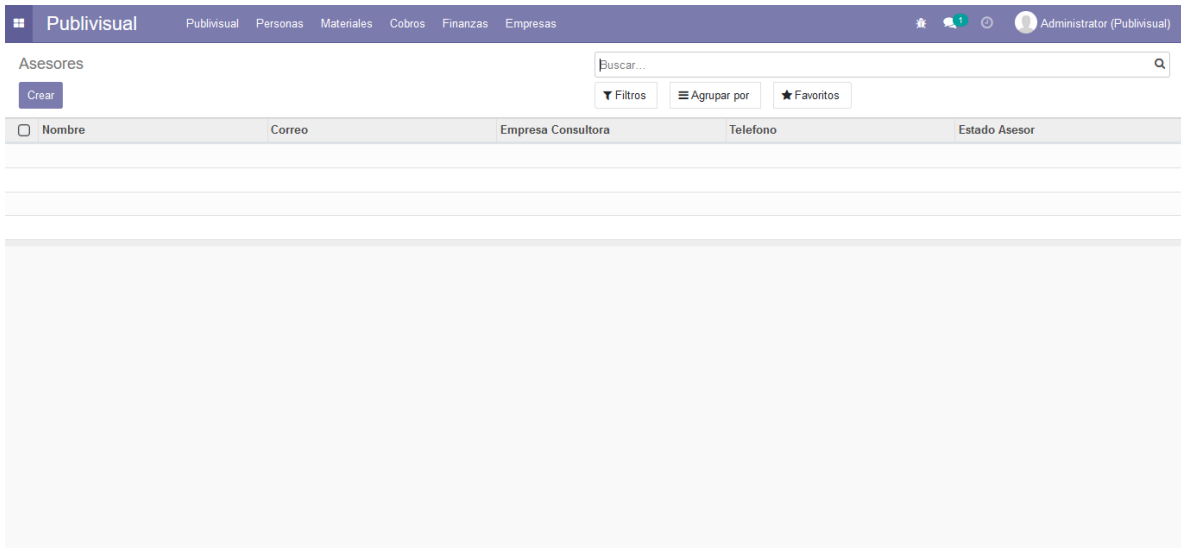 Publivisual Publivisual Personas Materiales Cobros Finanzas Empresas 1 Administrator (Publivisual)
Asesores Buscar...
Crear Filtros Agrupar por Favoritos
Nombre Correo Empresa Consultora Telefono Estado Asesor